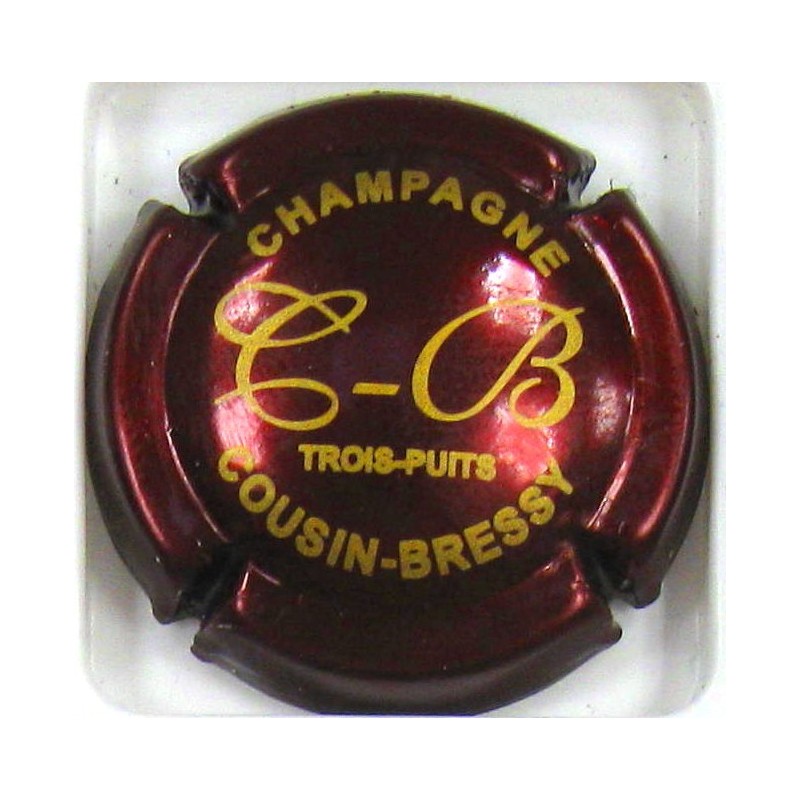 CHAMPAGNE
C-B
TROIS-PUITS
COUSIN-BRESSY